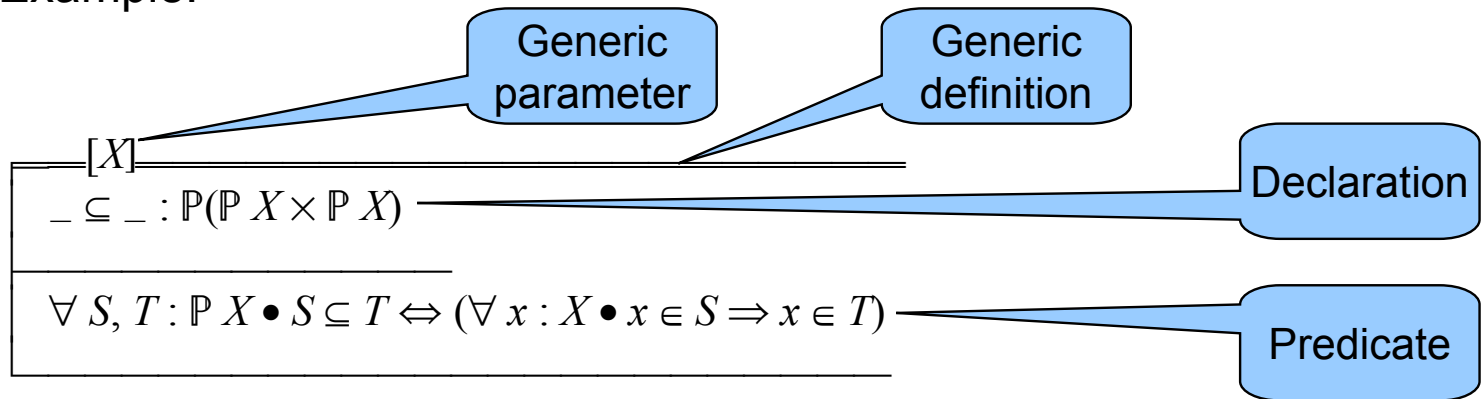 Example:
Generic
parameter
Generic
definition
[X]
_ ⊆ _ : ℙ(ℙ X × ℙ X)
Declaration
∀ S, T : ℙ X • S ⊆ T ⇔ (∀ x : X • x ∈ S ⇒ x ∈ T)
Predicate